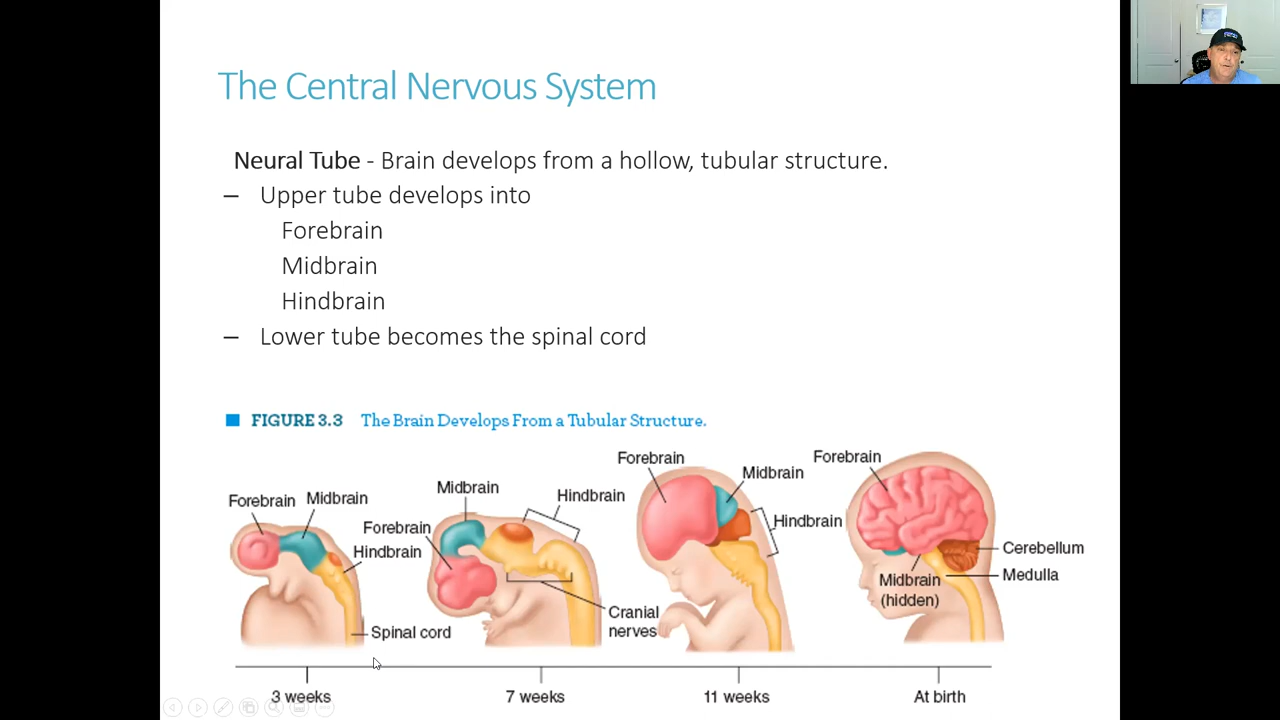 The Central Nervous System
Neural Tube - Brain develops from a hollow, tubular structure.
– Upper tube develops into
Forebrain
Midbrain
Hindbrain
– Lower tube becomes the spinal cord
FIGURE 3.3 The Brain Develops From a Tubular Structure.
Forebrain Midbrain
Hindbrain
Spinal cord
Midbrain
Hindbrain
Forebrain
Cranial
nerves
Forebrain
Midbrain
Hindbrain
Forebrain
Cerebellum
Medulla
Midbrain
(hidden)
3 weeks 7 weeks 11 weeks At birth